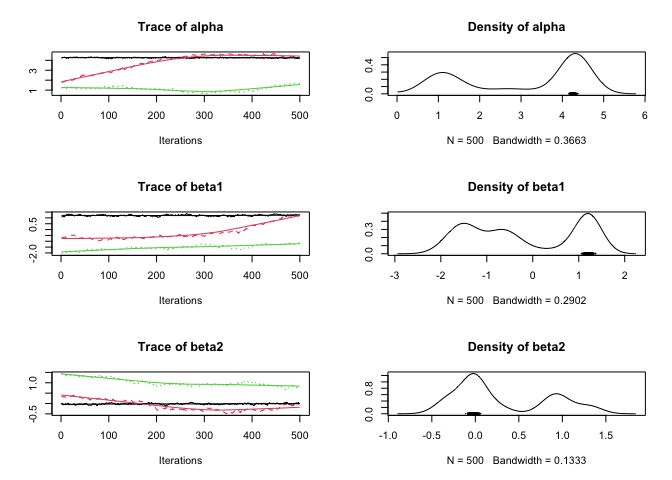 Trace of alpha
3
1
0 100 200 300 400 500
Iterations
Density of alpha
0.4
0.0
0 1 2 3 4 5 6
N = 500 Bandwidth = 0.3663
Trace of beta1
0.5
-2.0
0 100 200 300 400 500
Iterations
Density of beta1
0.3
0.0
-3 -2 -1 0 1 2
N = 500 Bandwidth = 0.2902
Trace of beta2
1.0
-0.5
0 100 200 300 400 500
Iterations
Density of beta2
0.8
0.0
-1.0 -0.5 0.0 0.5 1.0 1.5
N = 500 Bandwidth = 0.1333